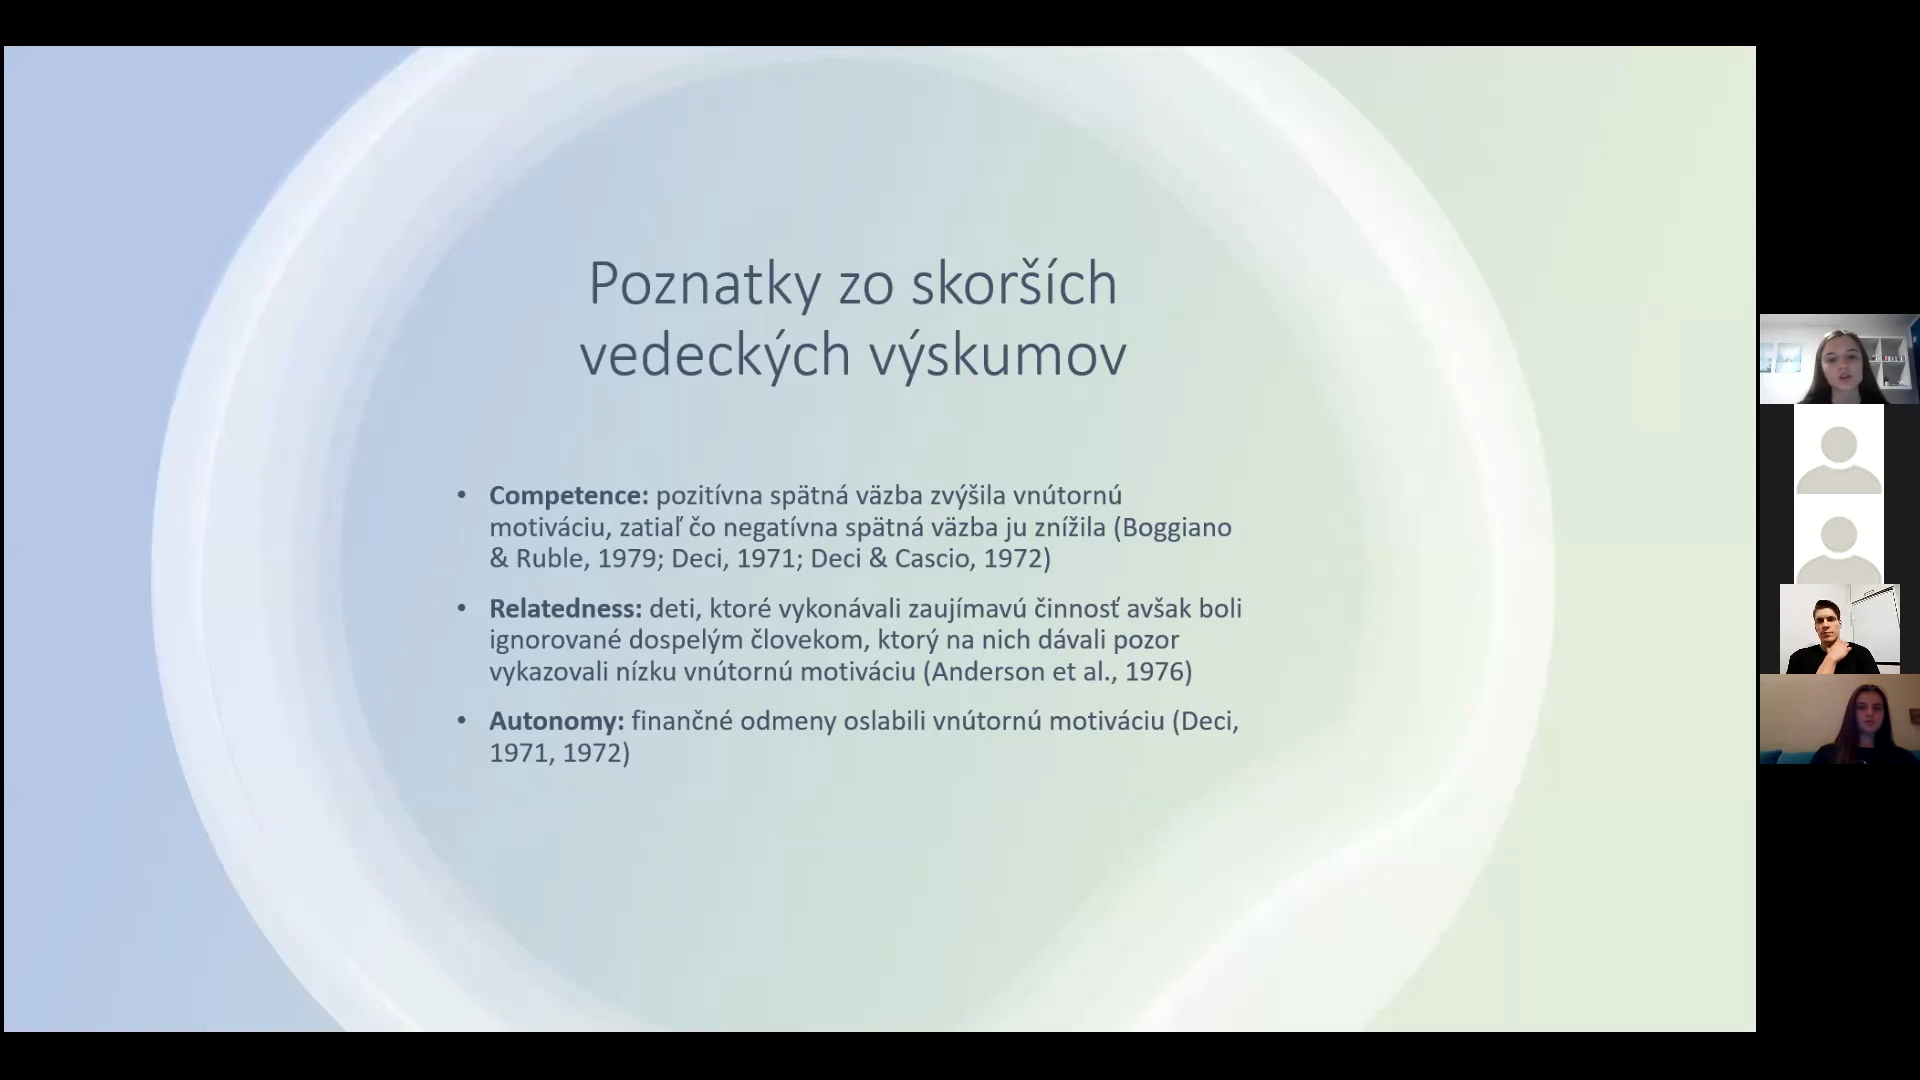 Poznatky zo skorších
vedeckých výskumov
• Competence: pozitívna spätná väzba zvýšila vnútornú
motiváciu, zatiaľ čo negatívna spätná väzba ju znížila (Boggiano
& Ruble, 1979; Deci, 1971; Deci & Cascio, 1972)
• Relatedness: deti, ktoré vykonávali zaujímavú činnosť avšak boli
ignorované dospelým človekom, ktorý na nich dávali pozor
vykazovali nízku vnútornú motiváciu (Anderson et al., 1976)
• Autonomy: finančné odmeny oslabili vnútornú motiváciu (Deci,
1971, 1972)